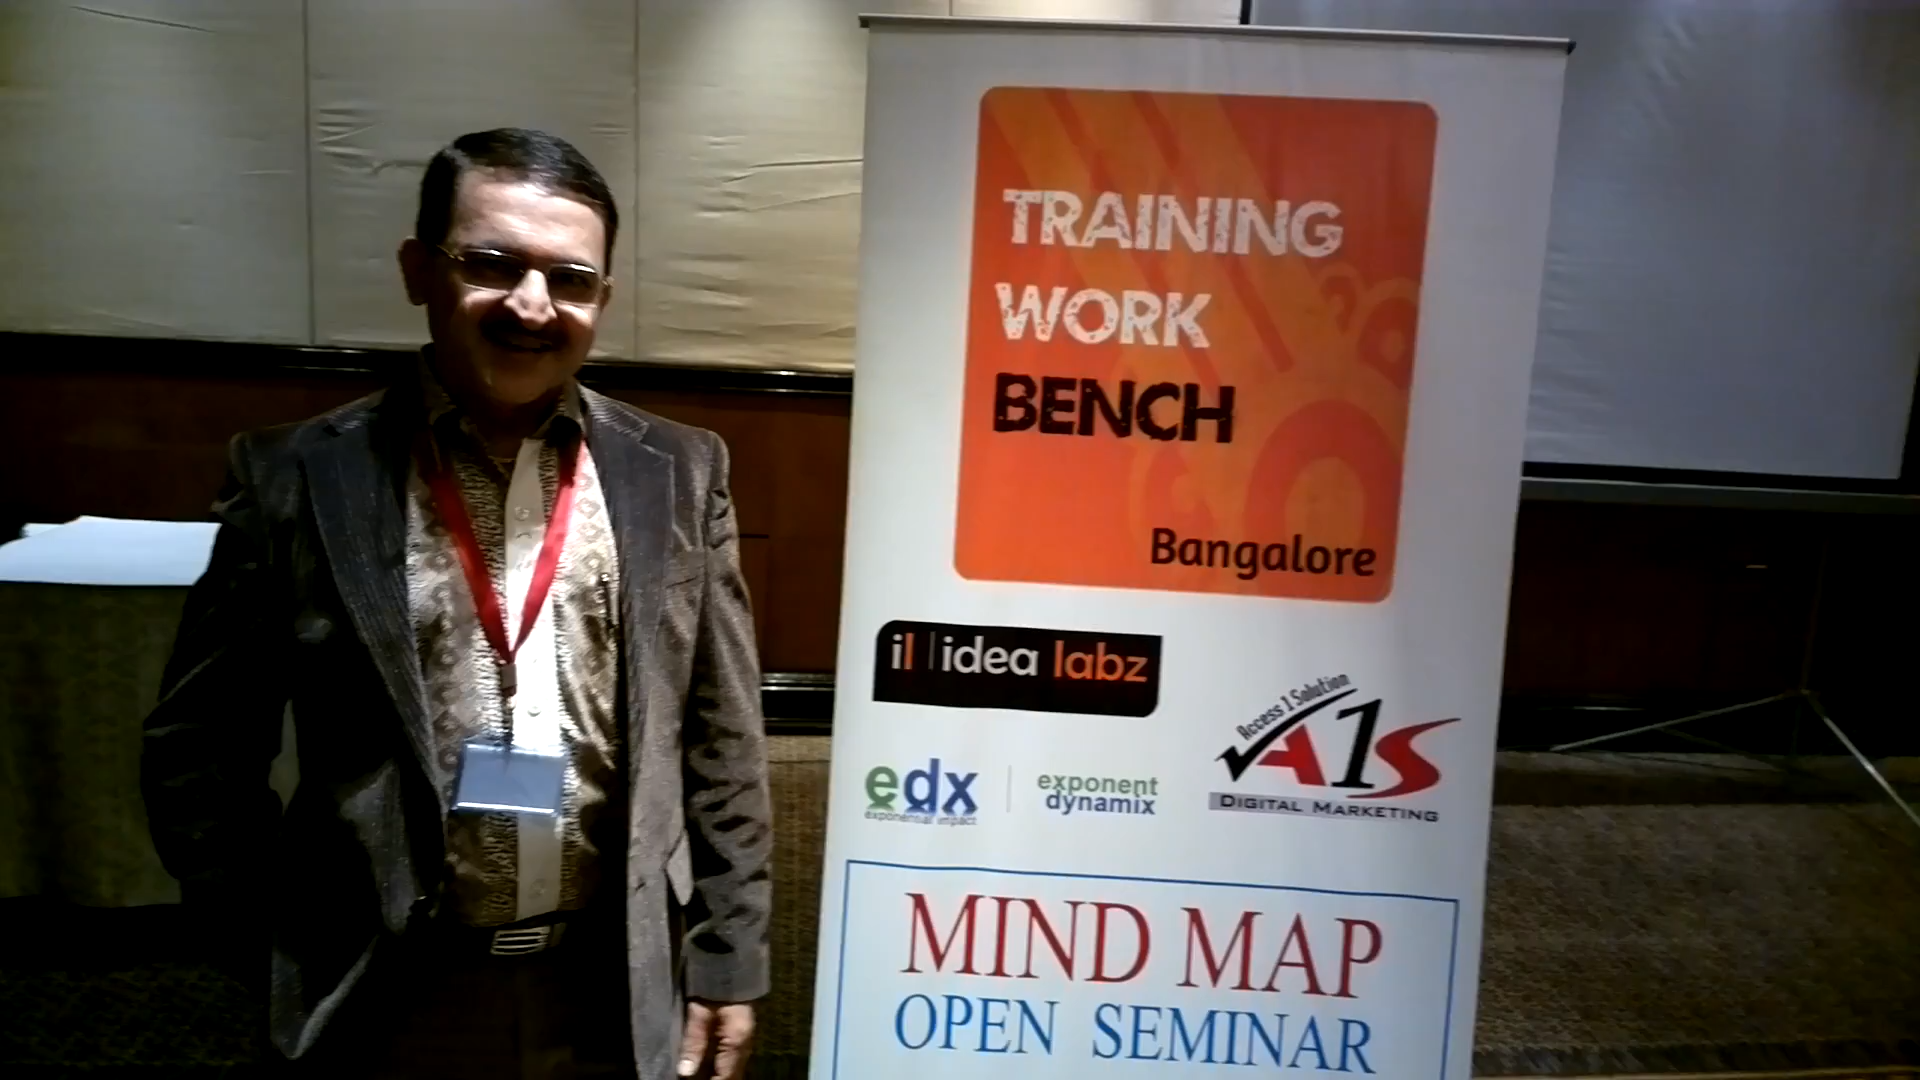 TRAINING
WORK
BENCH
Bangalore
il | idea labz
Access 1 Solution
A1S
DIGITAL MARKETING
edx
exponential impact
exponent
dynamix
MIND MAP
OPEN SEMINAR